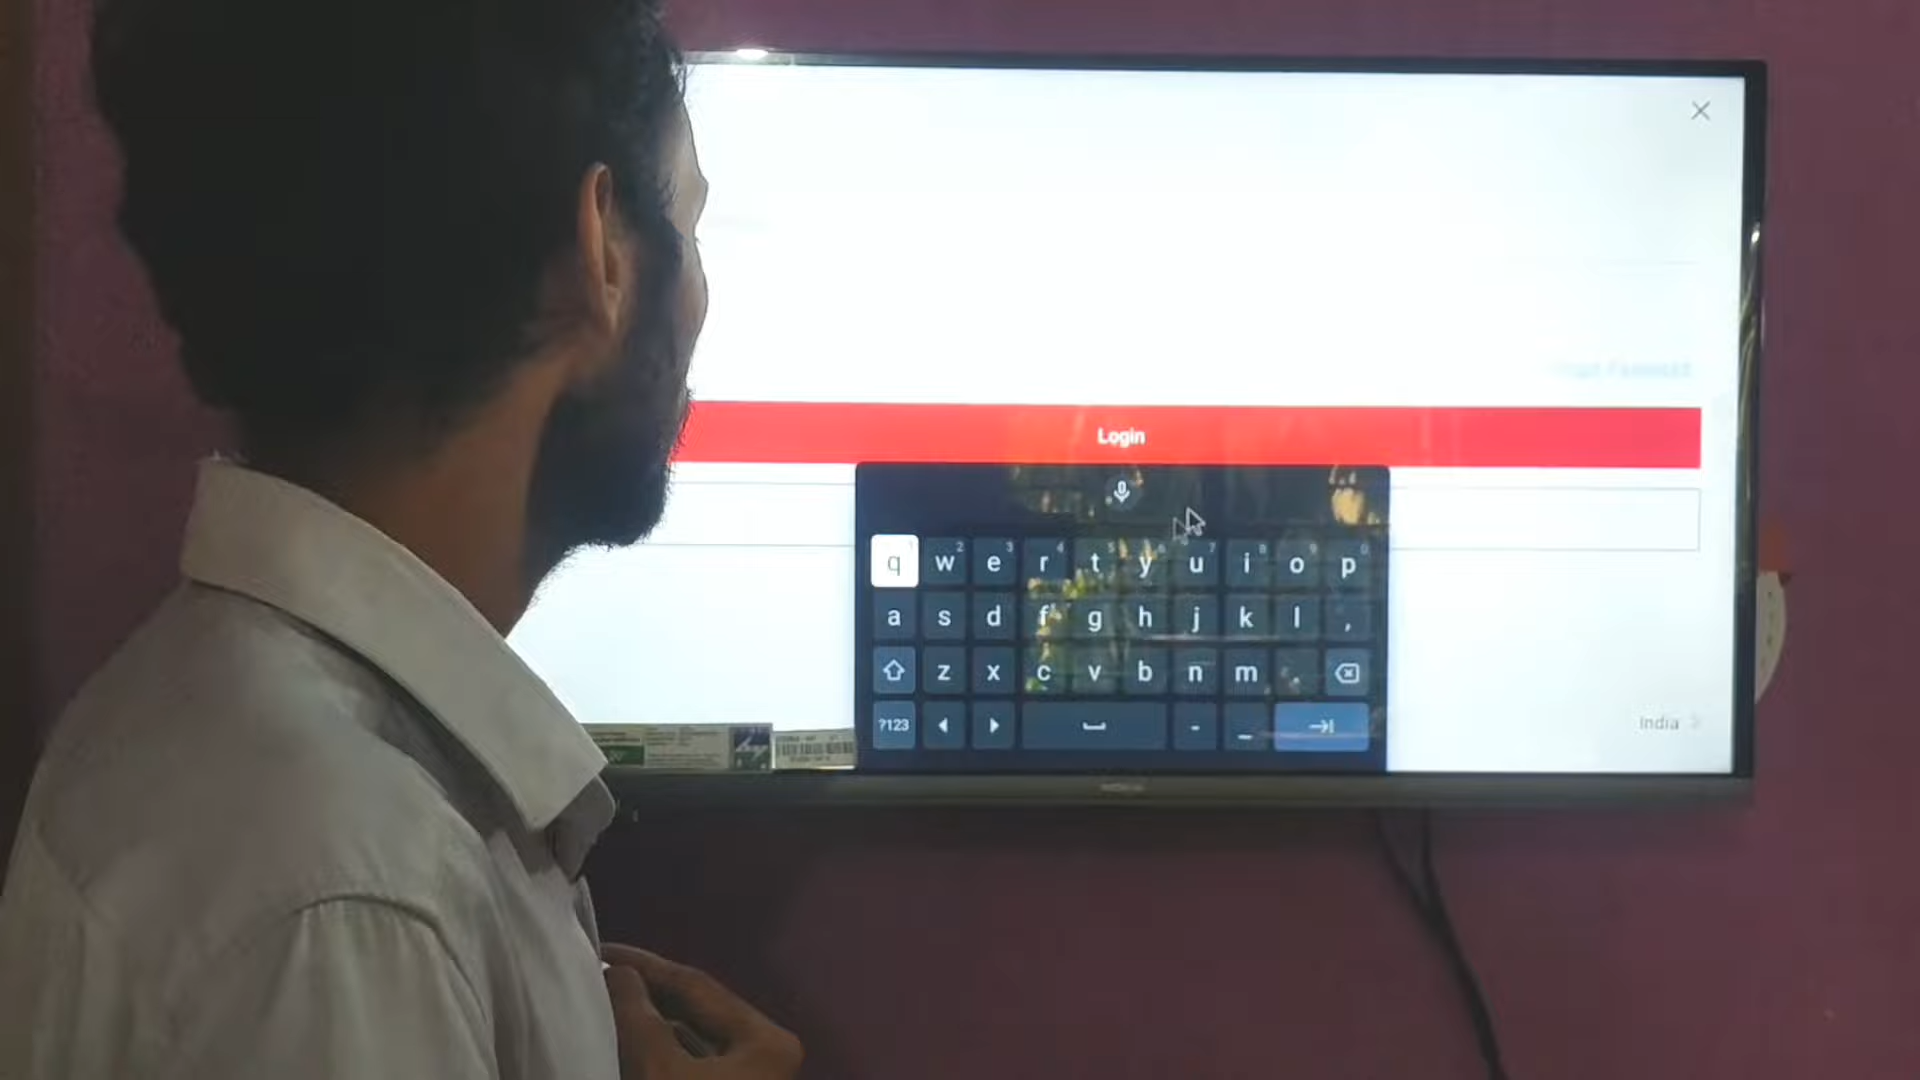 Login
q w e r t y u i o p
a s d f g h j k l ,
z x c v b n m .
?123 - _
India